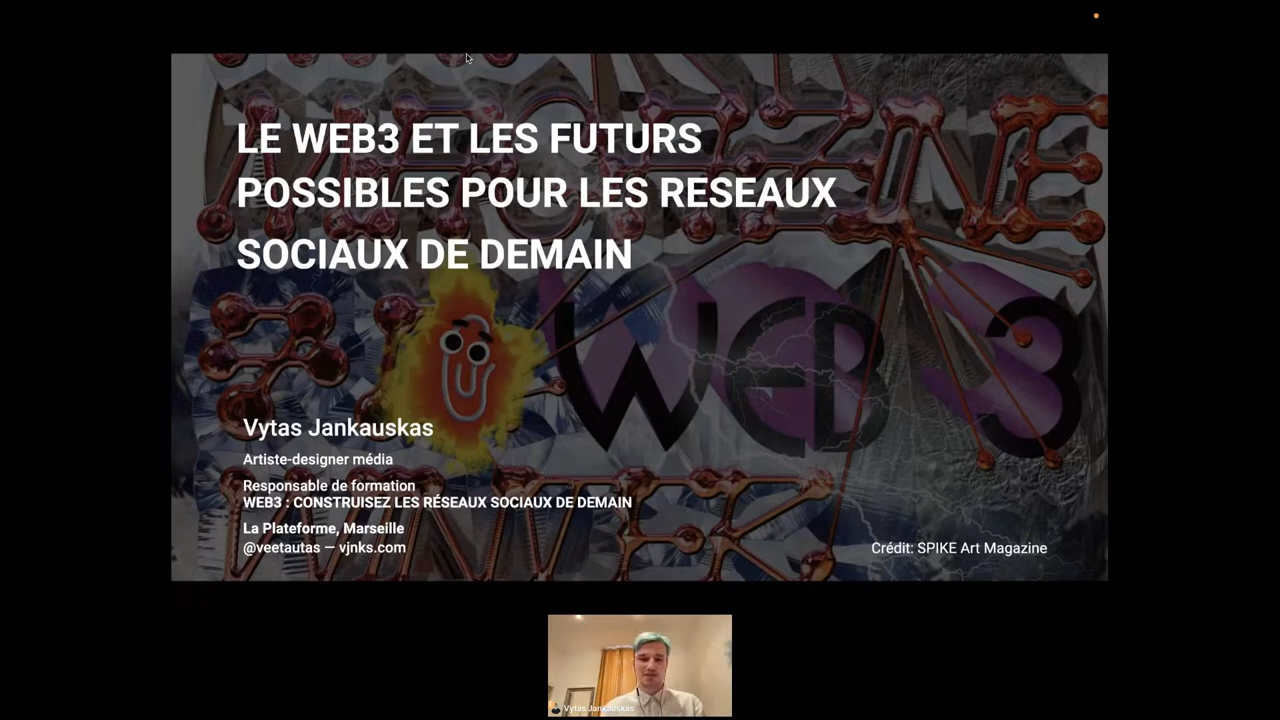 LE WEB3 ET LES FUTURS
POSSIBLES POUR LES RESEAUX
SOCIAUX DE DEMAIN
WEB 3
Vytas Jankauskas
Artiste-designer média
Responsable de formation
WEB3 : CONSTRUISEZ LES RÉSEAUX SOCIAUX DE DEMAIN
La Plateforme, Marseille
@veetautas — vjnks.com
Crédit: SPIKE Art Magazine
Vytas Jankauskas